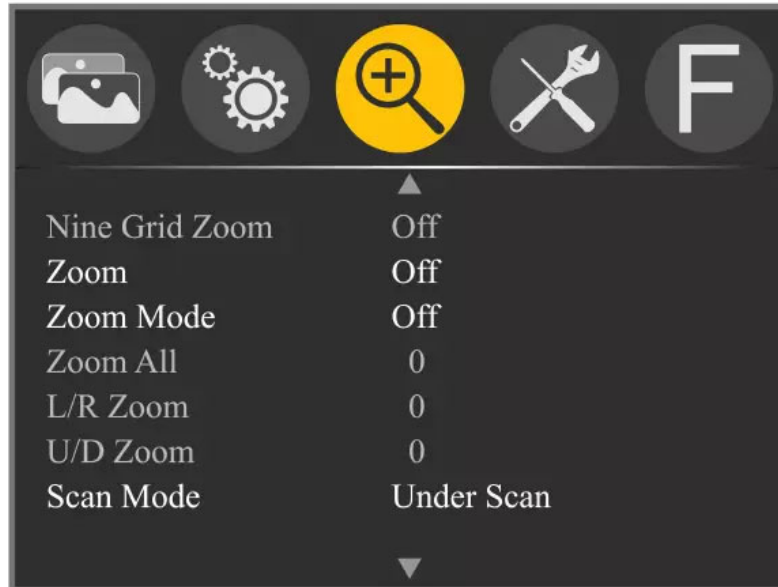 F
Nine Grid Zoom Off
Zoom Off
Zoom Mode Off
Zoom All 0
L/R Zoom 0
U/D Zoom 0
Scan Mode Under Scan